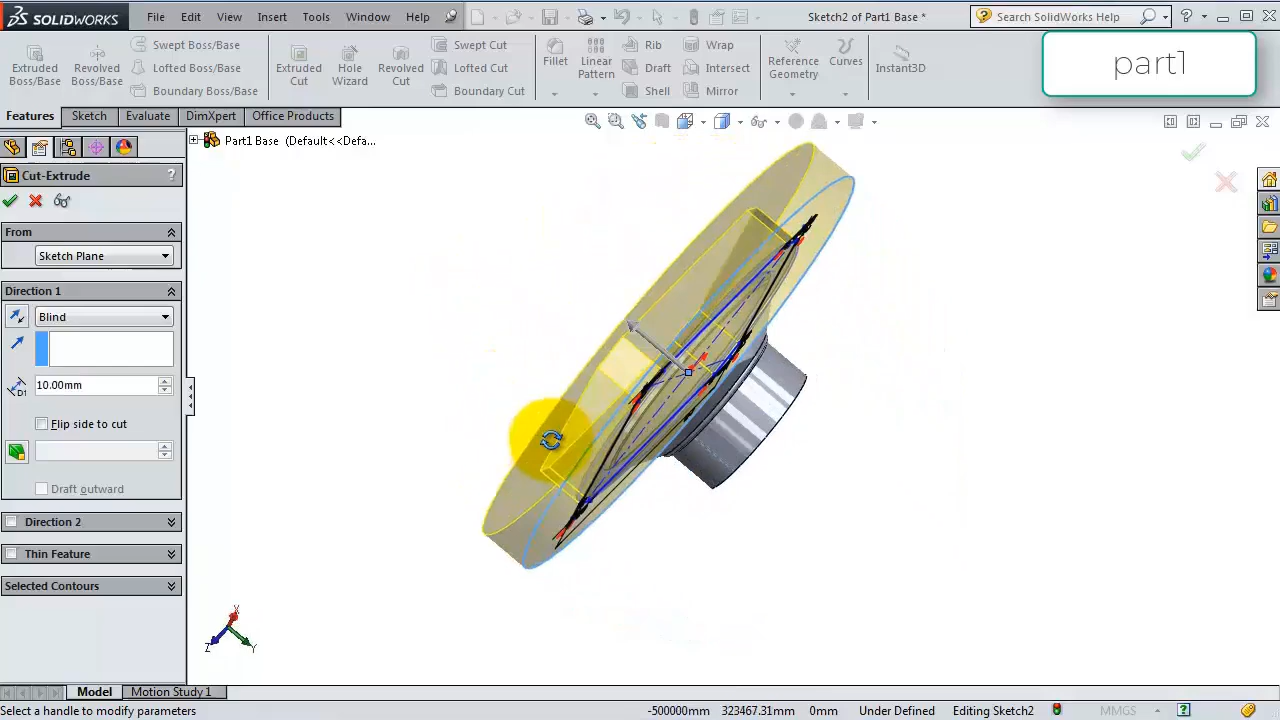 SOLIDWORKS
File Edit View Insert Tools Window Help
Sketch2 of Part1 Base *
Search SolidWorks Help
part1
Extruded Boss/Base
Revolved Boss/Base
Swept Boss/Base
Lofted Boss/Base
Boundary Boss/Base
Extruded Cut
Hole Wizard
Revolved Cut
Swept Cut
Lofted Cut
Boundary Cut
Fillet
Linear Pattern
Rib
Draft
Shell
Wrap
Intersect
Mirror
Reference Geometry
Curves
Instant3D
Features Sketch Evaluate DimXpert Office Products
Part1 Base (Default<<Defa...
Cut-Extrude
?
From
Sketch Plane
Direction 1
Blind
D1
10.00mm
Flip side to cut
Draft outward
Direction 2
Thin Feature
Selected Contours
X
Y
Z
Model Motion Study 1
Select a handle to modify parameters
-500000mm 323467.31mm 0mm Under Defined Editing Sketch2 MMGS